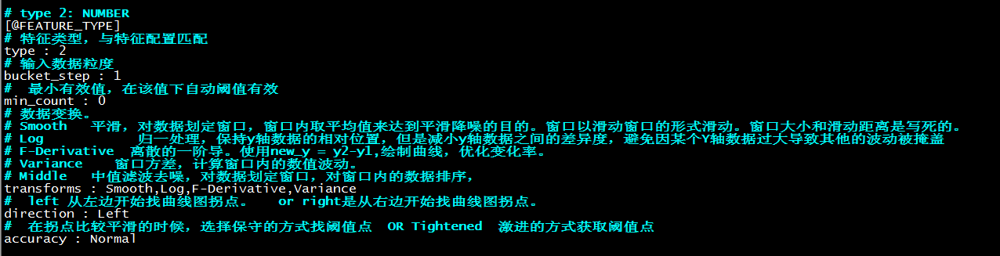 # type 2: NUMBER
[@FEATURE_TYPE]
# 特征类型，与特征配置匹配
type : 2
# 输入数据粒度
bucket_step : 1
#  最小有效值，在该值下自动阈值有效
min_count : 0
# 数据变换。
# Smooth   平滑，对数据划定窗口，窗口内取平均值来达到平滑降噪的目的。窗口以滑动窗口的形式滑动。窗口大小和滑动距离是写死的。
# Log            归一处理，保持y轴数据的相对位置，但是减小y轴数据之间的差异度，避免因某个Y轴数据过大导致其他的波动被掩盖
# F-Derivative  离散的一阶导。使用new_y = y2-y1,绘制曲线，优化变化率。
# Variance    窗口方差，计算窗口内的数值波动。
# Middle   中值滤波去噪，对数据划定窗口，对窗口内的数据排序，
transforms : Smooth,Log,F-Derivative,Variance
#  left 从左边开始找曲线图拐点。   or right是从右边开始找曲线图拐点。
direction : Left
#  在拐点比较平滑的时候，选择保守的方式找阈值点  OR Tightened  激进的方式获取阈值点
accuracy : Normal